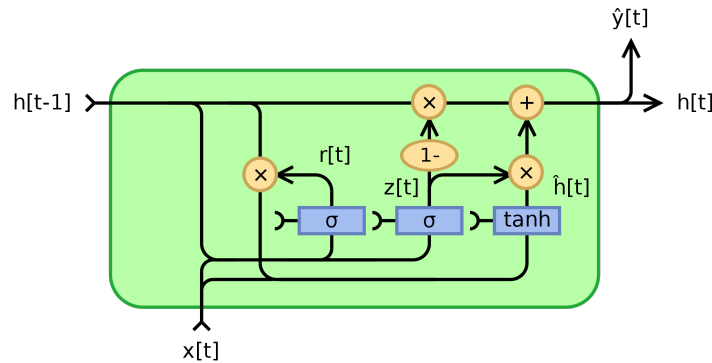 ŷ[t]
h[t-1]
×
+
h[t]
r[t]
1-
×
z[t]
×
ĥ[t]
σ
σ
tanh
x[t]